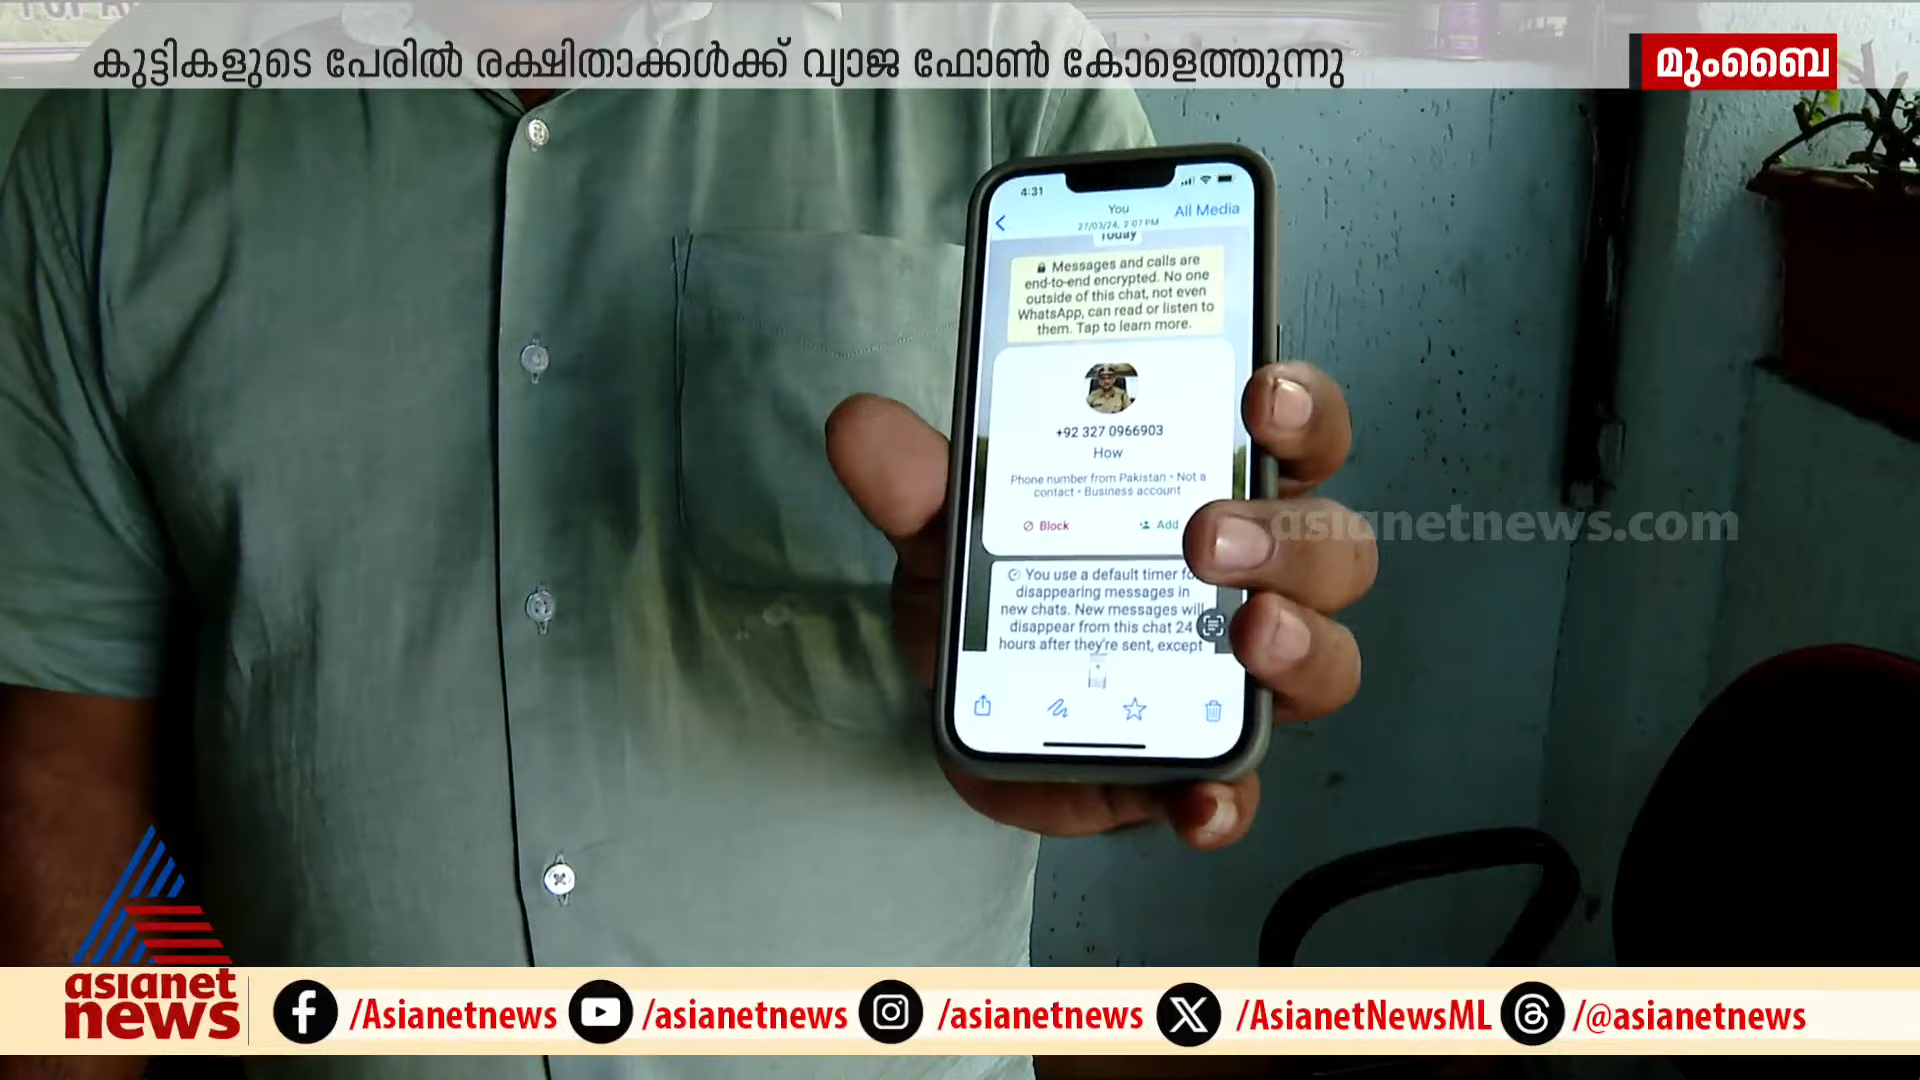 കുട്ടികളുടെ പേരിൽ രക്ഷിതാക്കൾക്ക് വ്യാജ ഫോൺ കോളെത്തുന്നു
മുംബൈ
4:31
You
27/03/24, 2:07 PM
All Media
Today
Messages and calls are
end-to-end encrypted. No one
outside of this chat, not even
WhatsApp, can read or listen to
them. Tap to learn more.
+92 327 0966903
How
Phone number from Pakistan • Not a
contact • Business account
Block
Add
You use a default timer fo
disappearing messages in
new chats. New messages will
disappear from this chat 24
hours after they're sent, except
asianetnews.com
asianet
news
/Asianetnews
/asianetnews
/asianetnews
/AsianetNewsML
/@asianetnews